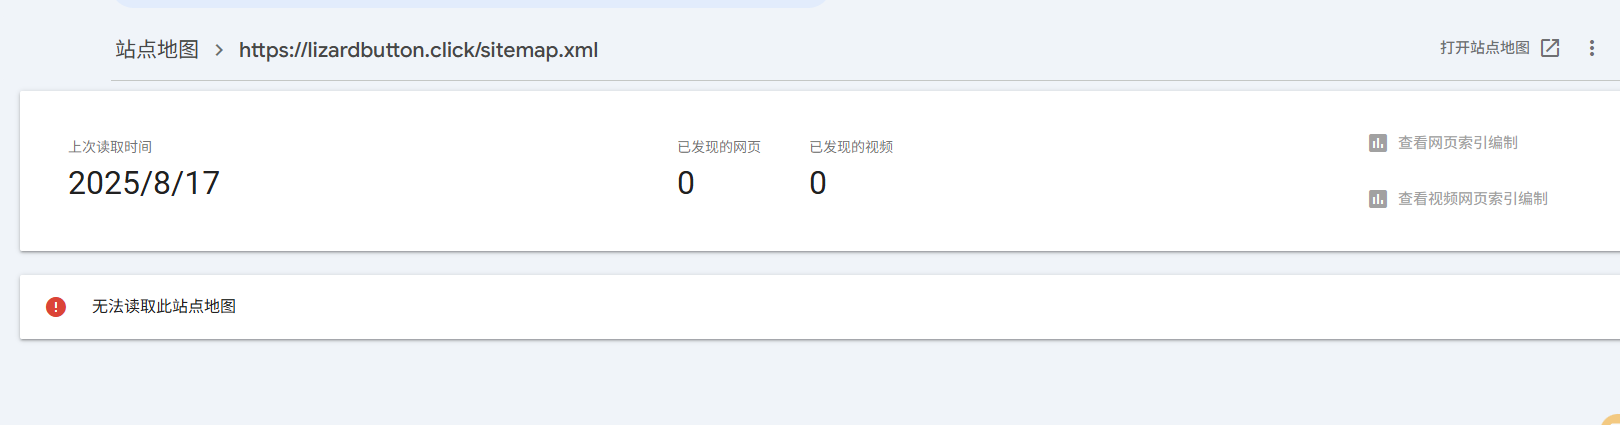 站点地图 > https://lizardbutton.click/sitemap.xml
打开站点地图
上次读取时间
2025/8/17
已发现的网页
0
已发现的视频
0
查看网页索引编制
查看视频网页索引编制
无法读取此站点地图